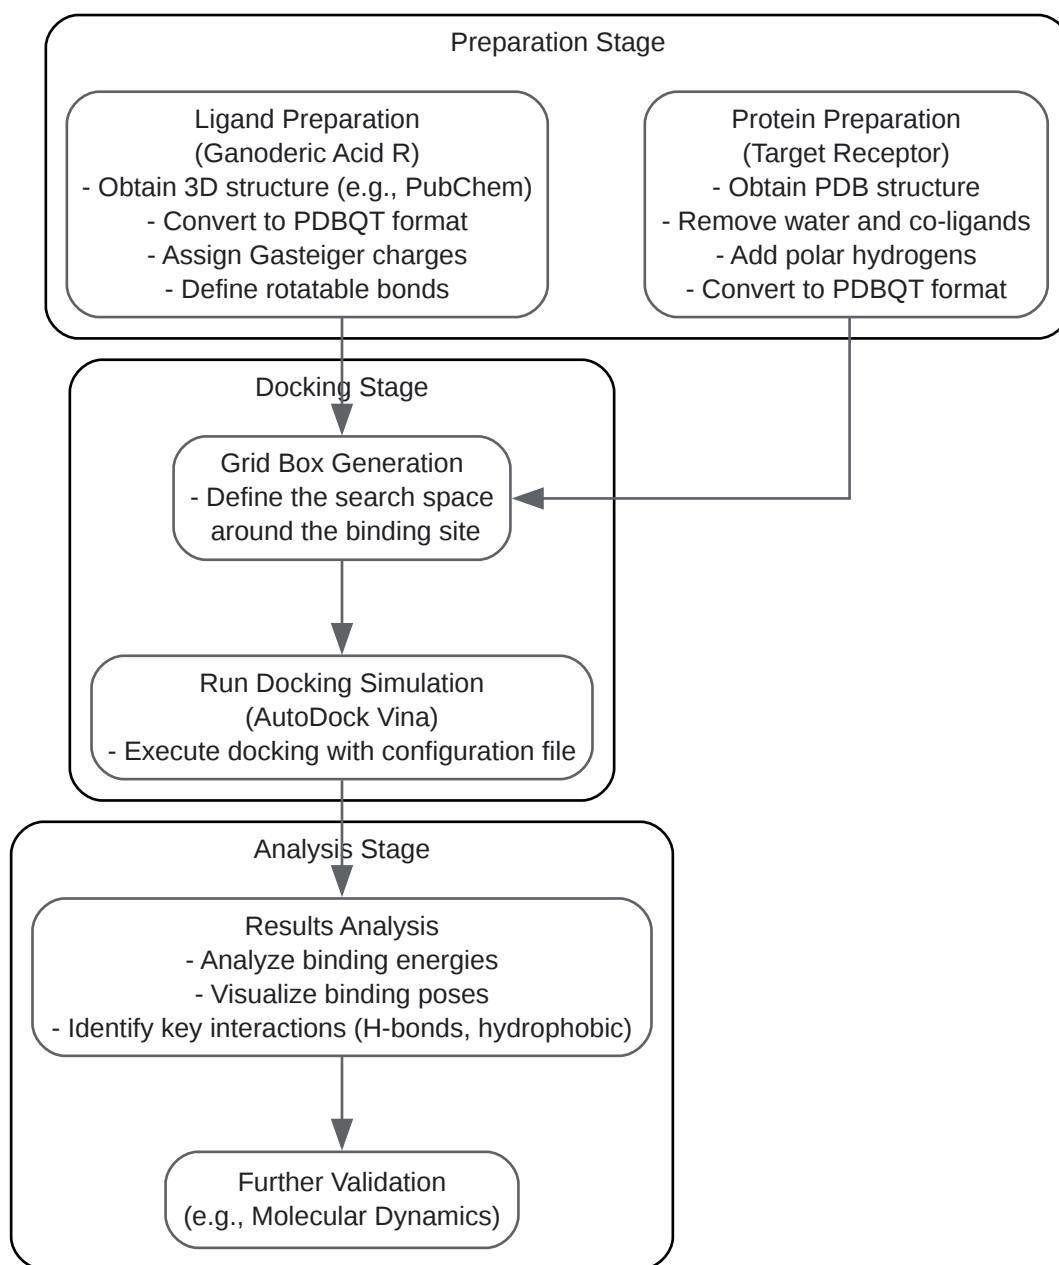 Preparation Stage
Ligand Preparation
(Ganoderic Acid R)
- Obtain 3D structure (e.g., PubChem)
- Convert to PDBQT format
- Assign Gasteiger charges
- Define rotatable bonds
Protein Preparation
(Target Receptor)
- Obtain PDB structure
- Remove water and co-ligands
- Add polar hydrogens
- Convert to PDBQT format
Docking Stage
Grid Box Generation
- Define the search space
around the binding site
Run Docking Simulation
(AutoDock Vina)
- Execute docking with configuration file
Analysis Stage
Results Analysis
- Analyze binding energies
- Visualize binding poses
- Identify key interactions (H-bonds, hydrophobic)
Further Validation
(e.g., Molecular Dynamics)